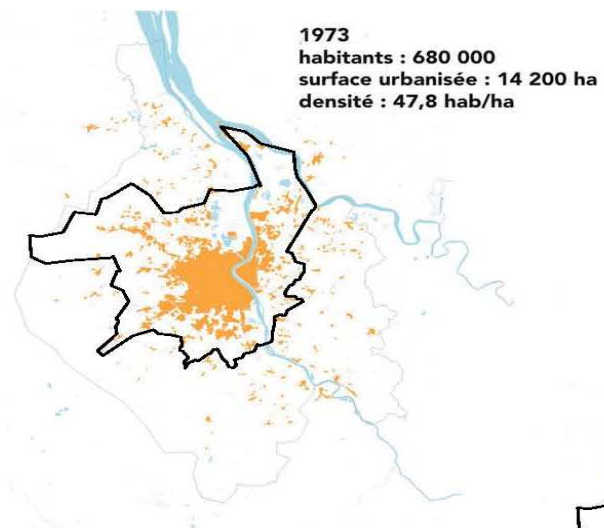 1973
habitants : 680 000
surface urbanisée : 14 200 ha
densité : 47,8 hab/ha